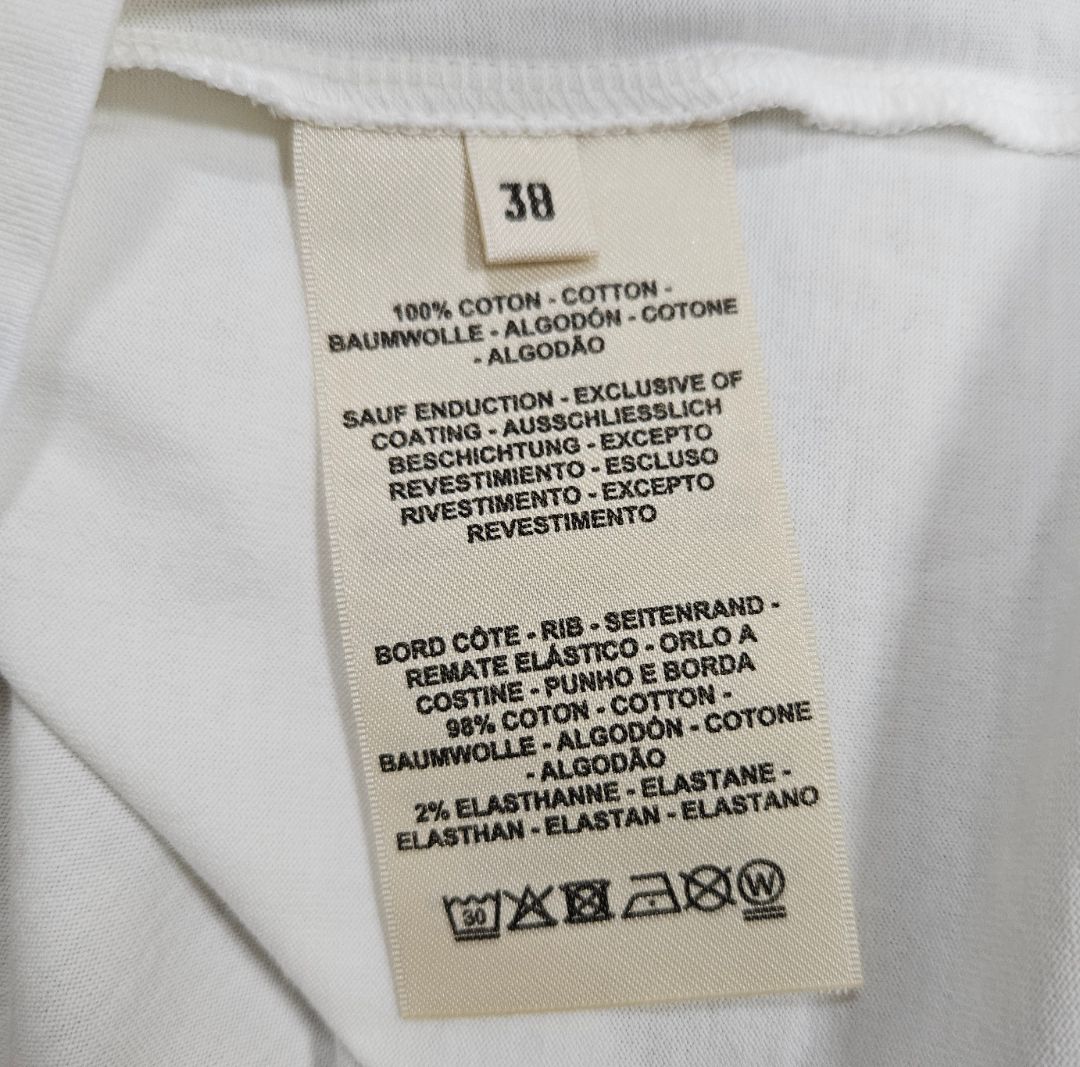 38
100% COTON - COTTON -
BAUMWOLLE - ALGODÓN - COTONE
- ALGODÃO
SAUF ENDUCTION - EXCLUSIVE OF
COATING - AUSSCHLIESSLICH
BESCHICHTUNG - EXCEPTO
REVESTIMIENTO - ESCLUSO
RIVESTIMENTO - EXCEPTO
REVESTIMENTO
BORD CÔTE - RIB - SEITENRAND -
REMATE ELÁSTICO - ORLO A
COSTINE - PUNHO E BORDA
98% COTON - COTTON -
BAUMWOLLE - ALGODÓN - COTONE
- ALGODÃO
2% ELASTHANNE - ELASTANE -
ELASTHAN - ELASTAN - ELASTANO
30 W